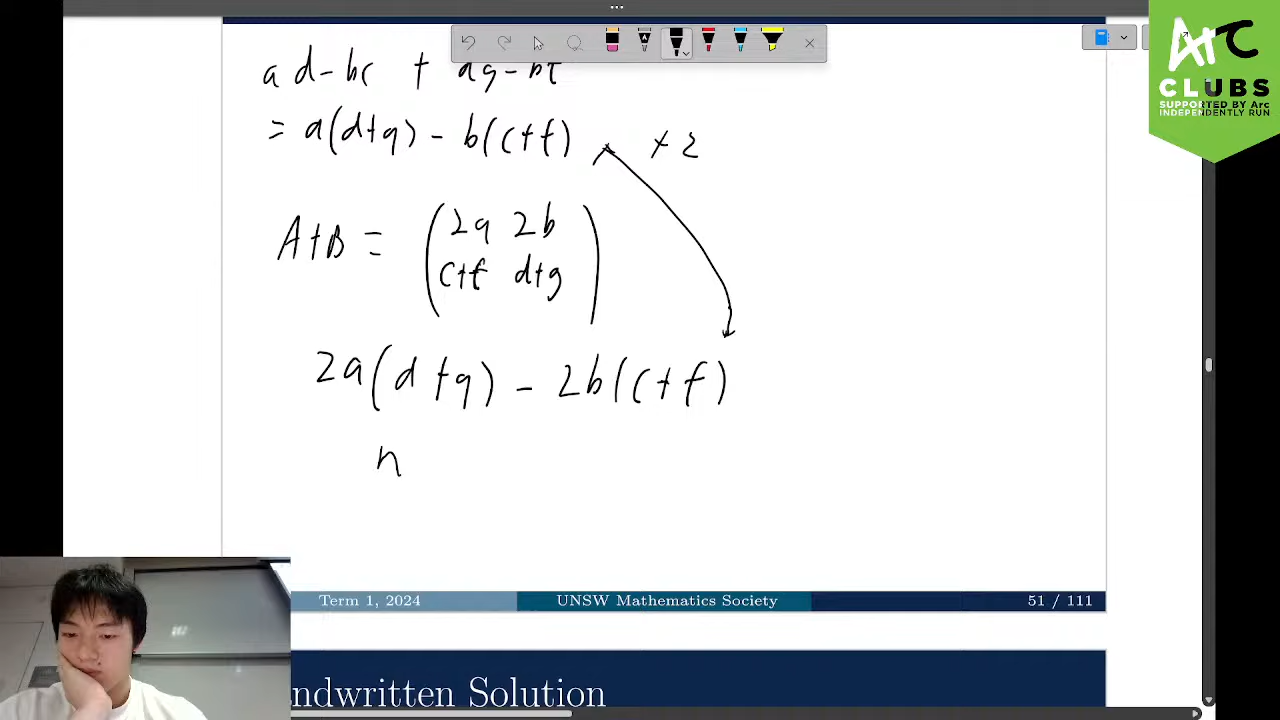 ad-bc + ag-bf
= a(d+g) - b(c+f) × 2
A+B = (2a 2b
c+f d+g)
2a(d+g) - 2b(c+f)
n
Term 1, 2024 UNSW Mathematics Society 51 / 111
ndwritten Solution
Arc
CLUBS
SUPPORTED BY Arc
INDEPENDENTLY RUN